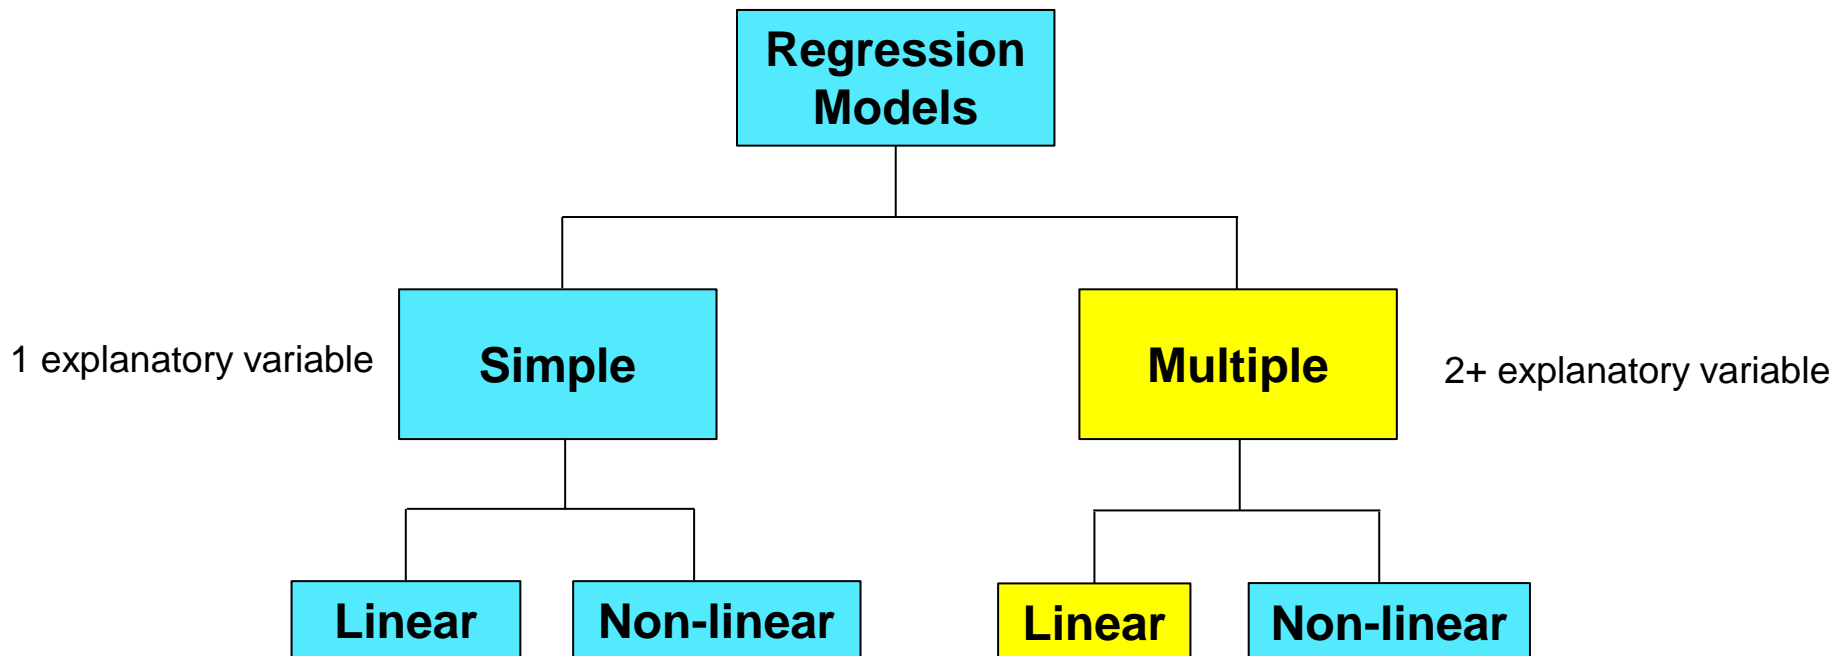 Regression
Models
1 explanatory variable
Simple
Multiple
2+ explanatory variable
Linear
Non-linear
Linear
Non-linear